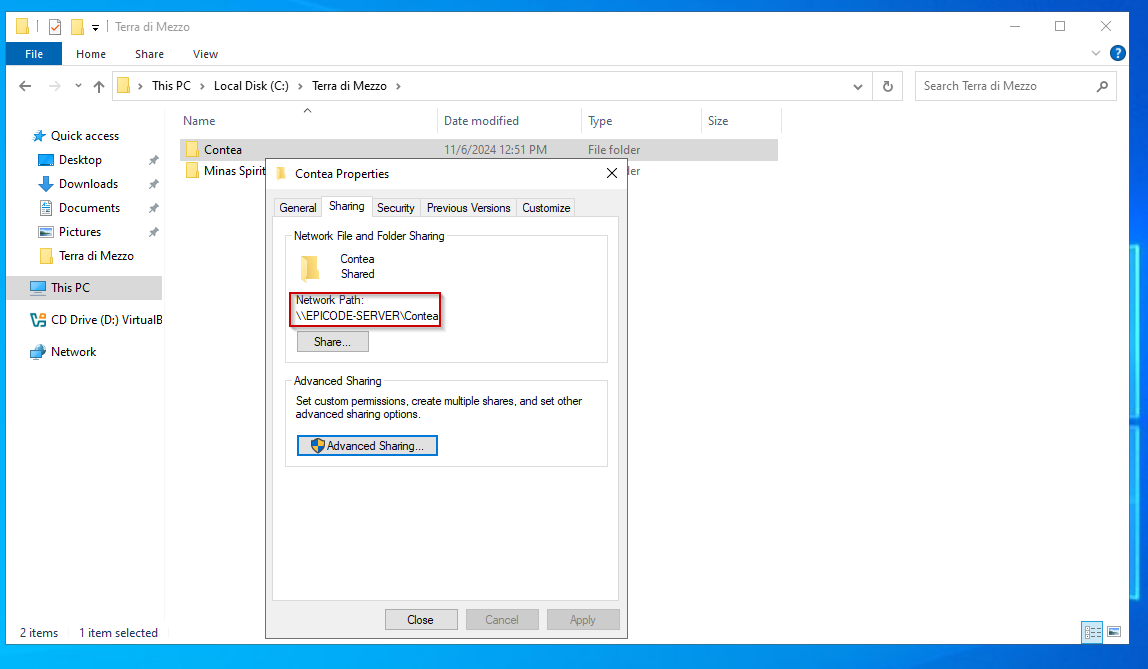 Terra di Mezzo
File
Home
Share
View
?
This PC
Local Disk (C:)
Terra di Mezzo
Search Terra di Mezzo
Name
Date modified
Type
Size
Quick access
Desktop
Downloads
Documents
Pictures
Terra di Mezzo
This PC
CD Drive (D:) VirtualB
Network
Contea
11/6/2024 12:51 PM
File folder
Minas Spirit
der
Contea Properties
General
Sharing
Security
Previous Versions
Customize
Network File and Folder Sharing
Contea
Shared
Network Path:
\\EPICODE-SERVER\Contea
Share...
Advanced Sharing
Set custom permissions, create multiple shares, and set other
advanced sharing options.
Advanced Sharing...
Close
Cancel
Apply
2 items
1 item selected